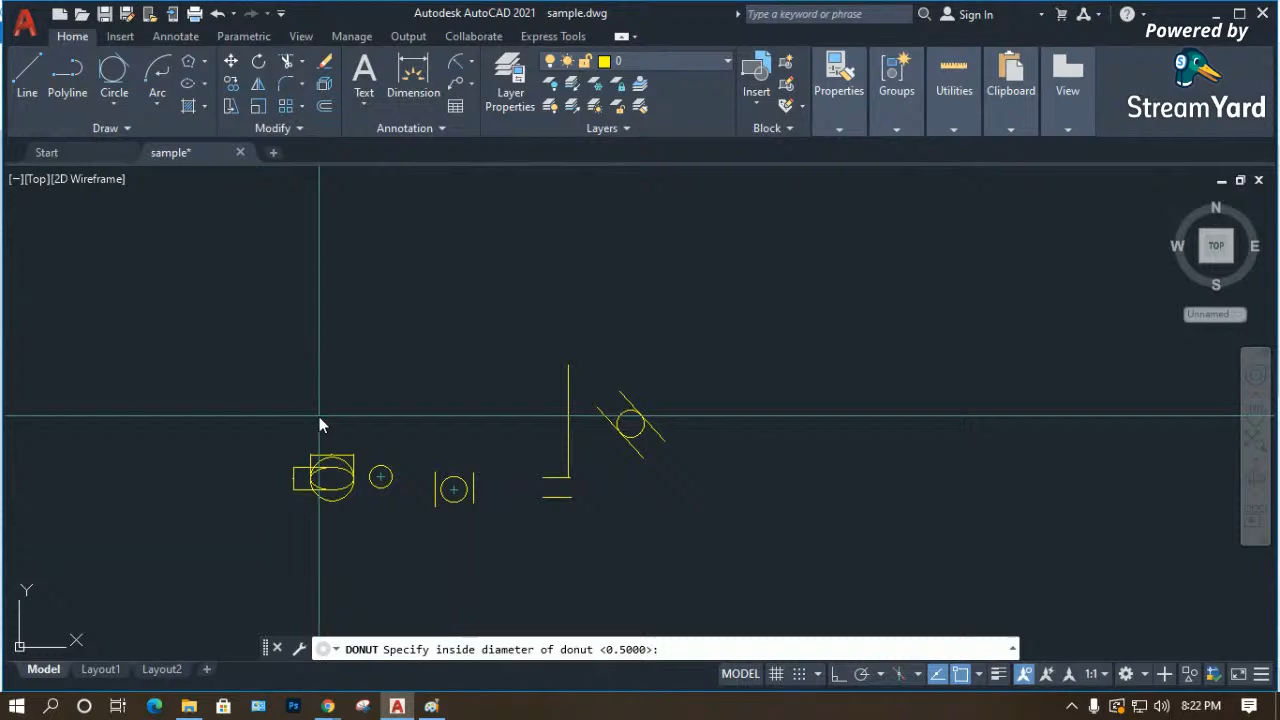 Autodesk AutoCAD 2021 sample.dwg
Type a keyword or phrase
Sign In
Powered by
StreamYard
Home Insert Annotate Parametric View Manage Output Collaborate Express Tools
0
Line Polyline Circle Arc
Text Dimension
Layer
Properties
Insert
Properties Groups Utilities Clipboard View
Draw Modify Annotation Layers Block
Start sample*
[−][Top][2D Wireframe]
N
W TOP E
S
Unnamed
Y
X
DONUT Specify inside diameter of donut <0.5000>:
Model Layout1 Layout2
MODEL 1:1
8:22 PM